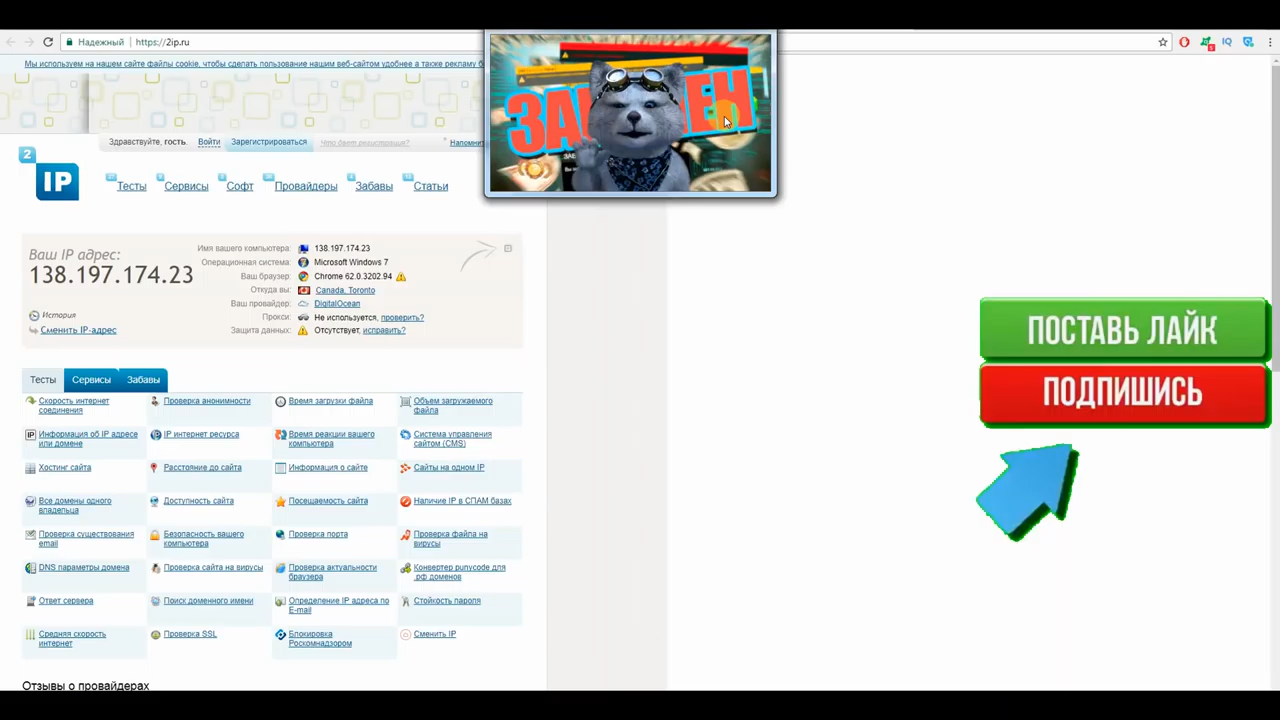 Надежный
https://2ip.ru
Мы используем на нашем сайте файлы cookie, чтобы сделать пользование нашим веб-сайтом удобнее а также рекламу б
Здравствуйте, гость. Войти Зарегистрироваться Что дает регистрация?
2
IP
Тесты Сервисы Софт Провайдеры Забавы Статьи
Ваш IP адрес:
138.197.174.23
История
Сменить IP-адрес
Имя вашего компьютера: 138.197.174.23
Операционная система: Microsoft Windows 7
Ваш браузер: Chrome 62.0.3202.94
Откуда вы: Canada, Toronto
Ваш провайдер: DigitalOcean
Прокси: Не используется, проверить?
Защита данных: Отсутствует, исправить?
ПОСТАВЬ ЛАЙК
ПОДПИШИСЬ
Тесты Сервисы Забавы
Скорость интернет соединения
Проверка анонимности
Время загрузки файла
Объем загружаемого файла
Информация об IP адресе или домене
IP интернет ресурса
Время реакции вашего компьютера
Система управления сайтом (CMS)
Хостинг сайта
Расстояние до сайта
Информация о сайте
Сайты на одном IP
Все домены одного владельца
Доступность сайта
Посещаемость сайта
Наличие IP в СПАМ базах
Проверка существования email
Безопасность вашего компьютера
Проверка порта
Проверка файла на вирусы
DNS параметры домена
Проверка сайта на вирусы
Проверка актуальности браузера
Конвертер punycode для .рф доменов
Ответ сервера
Поиск доменного имени
Определение IP адреса по E-mail
Стойкость пароля
Средняя скорость интернет
Проверка SSL
Блокировка Роскомнадзором
Сменить IP
Отзывы о провайдерах